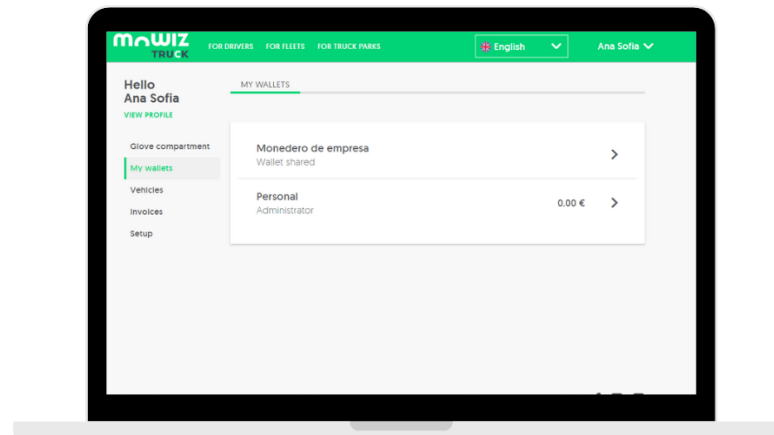 mowiz
TRUCK
FOR DRIVERS FOR FLEETS FOR TRUCK PARKS
English
Ana Sofia
Hello
Ana Sofia
VIEW PROFILE
Glove compartment
My wallets
Vehicles
Invoices
Setup
MY WALLETS
Monedero de empresa
Wallet shared
Personal
Administrator
0.00 €